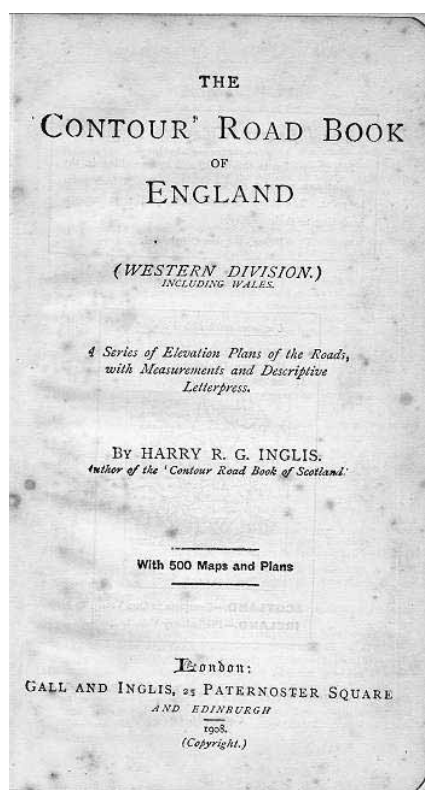 THE
'CONTOUR' ROAD BOOK
OF
ENGLAND
(WESTERN DIVISION.)
INCLUDING WALES.
A Series of Elevation Plans of the Roads,
with Measurements and Descriptive
Letterpress.
BY HARRY R. G. INGLIS.
Author of the 'Contour Road Book of Scotland.'
With 500 Maps and Plans
London:
GALL AND INGLIS, 25 PATERNOSTER SQUARE
AND EDINBURGH
1908.
(Copyright.)